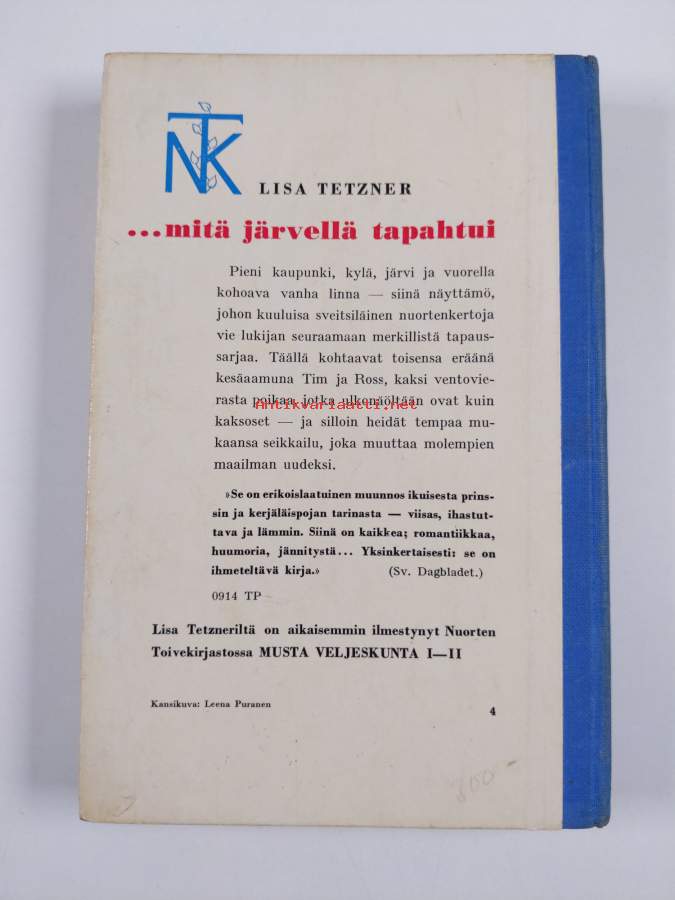 NTK
LISA TETZNER
...mitä järvellä tapahtui
Pieni kaupunki, kylä, järvi ja vuorella
kohoava vanha linna — siinä näyttämö,
johon kuuluisa sveitsiläinen nuortenkertoja
vie lukijan seuraamaan merkillistä tapaus-
sarjaa. Täällä kohtaavat toisensa eräänä
kesäaamuna Tim ja Ross, kaksi ventovie-
rasta poikaa, jotka ulkonäöltään ovat kuin
Antikvariaatti.net
kaksoset — ja silloin heidät tempaa mu-
kaansa seikkailu, joka muuttaa molempien
maailman uudeksi.
»Se on erikoislaatuinen muunnos ikuisesta prins-
sin ja kerjäläispojan tarinasta — viisas, ihastut-
tava ja lämmin. Siinä on kaikkea; romantiikkaa,
huumoria, jännitystä... Yksinkertaisesti: se on
ihmeteltävä kirja.» (Sv. Dagbladet.)
0914 TP
Lisa Tetzneriltä on aikaisemmin ilmestynyt Nuorten
Toivekirjastossa MUSTA VELJESKUNTA I—II
Kansikuva: Leena Puranen
4